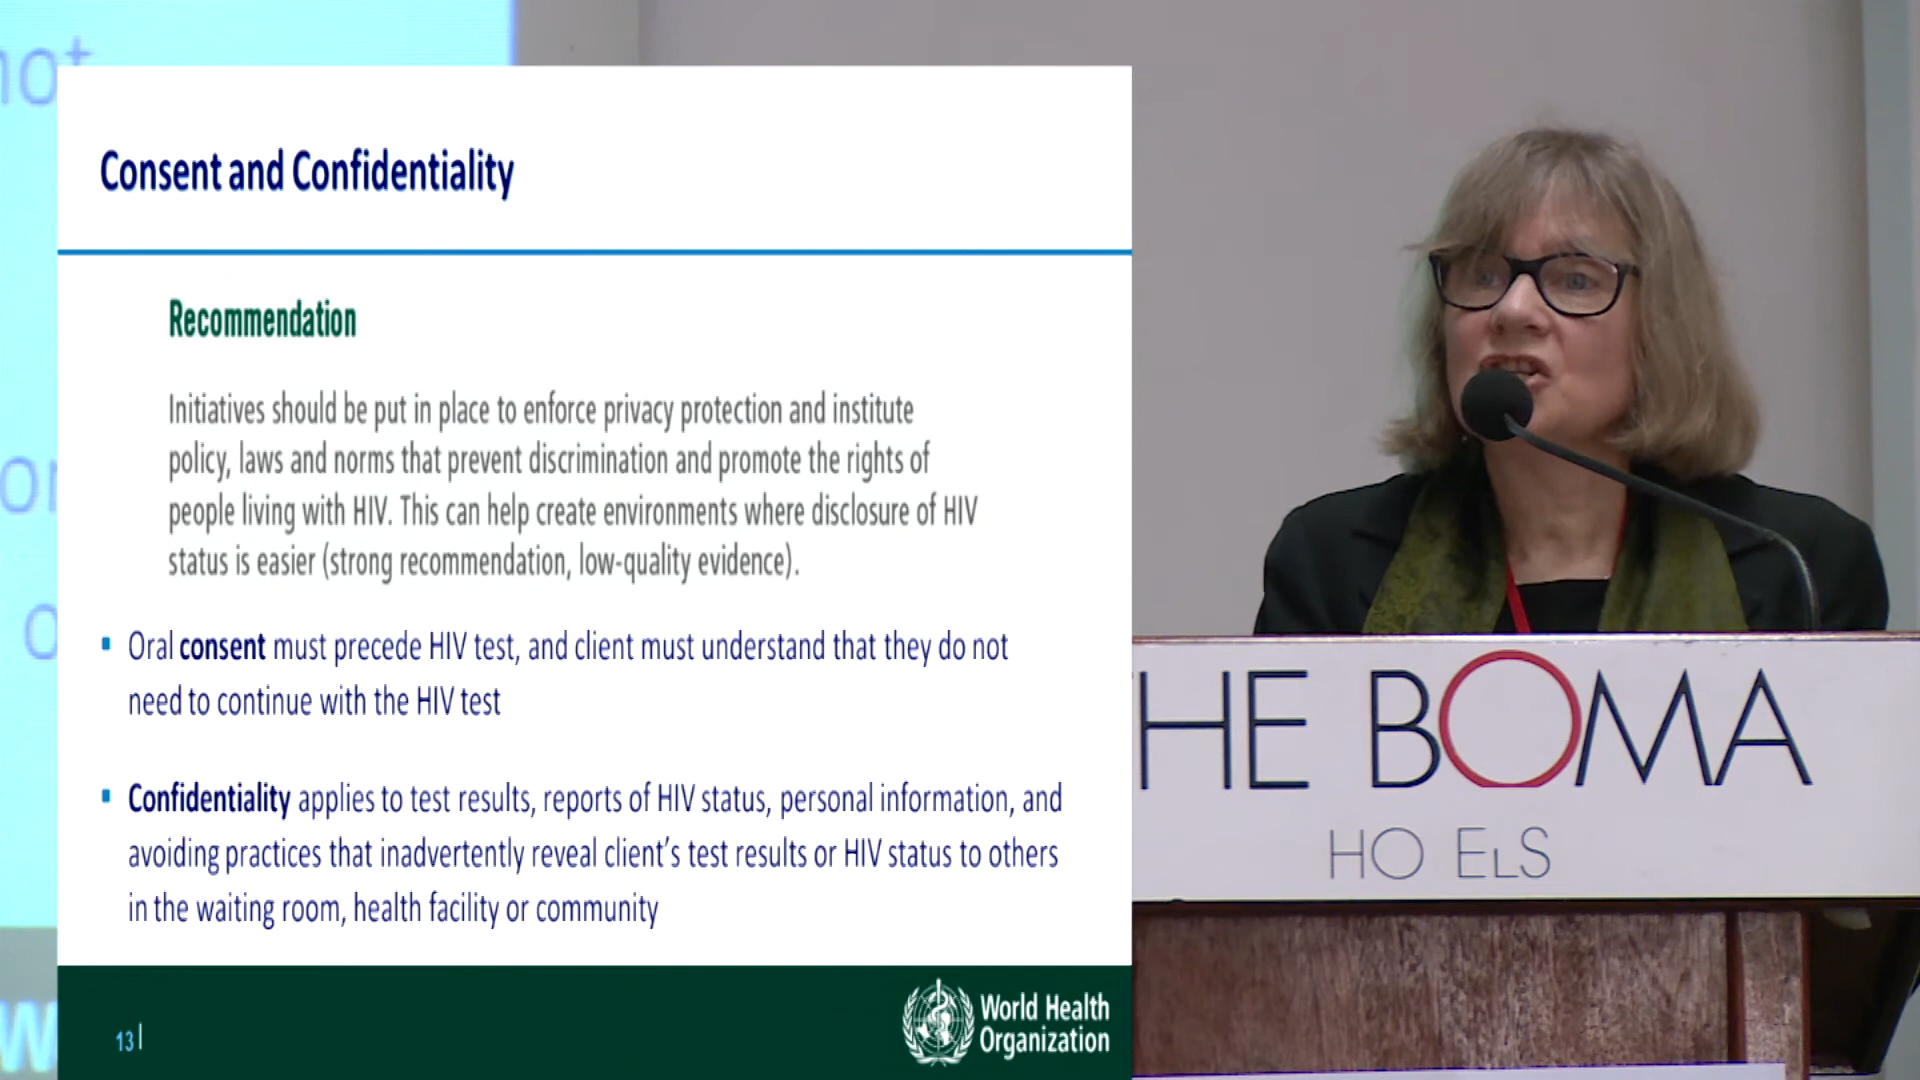 not
Consent and Confidentiality
Recommendation
Initiatives should be put in place to enforce privacy protection and institute
policy, laws and norms that prevent discrimination and promote the rights of
people living with HIV. This can help create environments where disclosure of HIV
status is easier (strong recommendation, low-quality evidence).
Oral consent must precede HIV test, and client must understand that they do not
need to continue with the HIV test
Confidentiality applies to test results, reports of HIV status, personal information, and
avoiding practices that inadvertently reveal client's test results or HIV status to others
in the waiting room, health facility or community
13
World Health
Organization
HE BOMA
HO ELS